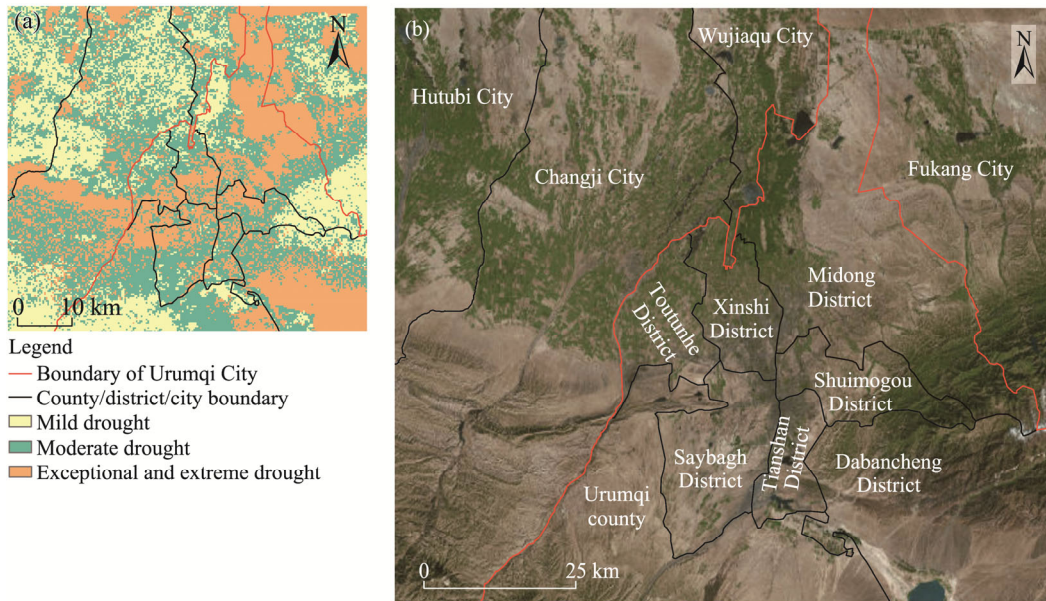 (a)
N
0 10 km
Legend
Boundary of Urumqi City
County/district/city boundary
Mild drought
Moderate drought
Exceptional and extreme drought
(b)
N
Wujiaqu City
Hutubi City
Changji City
Fukang City
Midong
District
Xinshi
District
Toutunhe
District
Shuimogou
District
Tianshan
District
Saybagh
District
Dabancheng
District
Urumqi
county
0 25 km